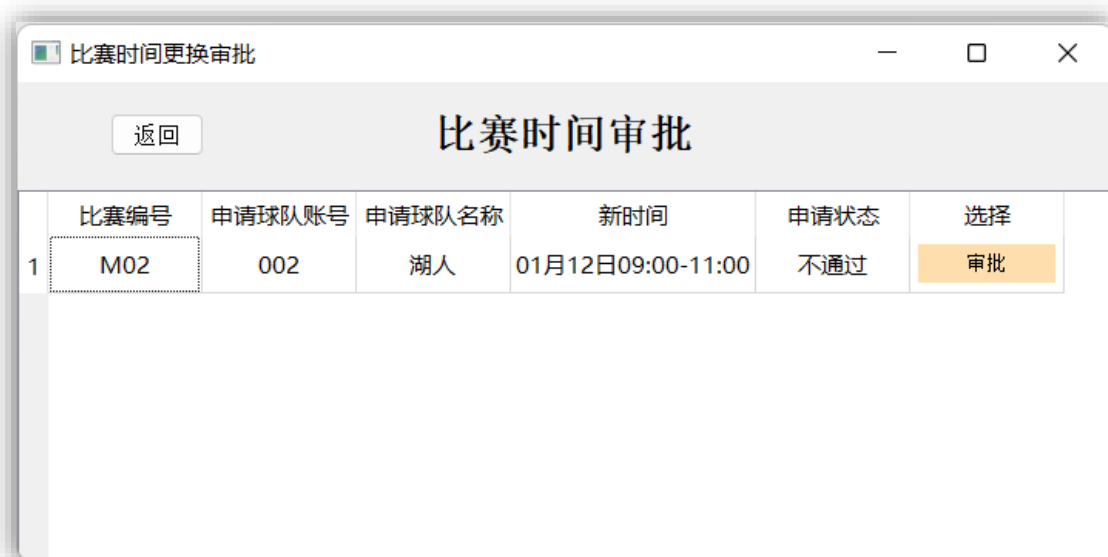 比赛时间更换审批
返回 比赛时间审批
比赛编号 申请球队账号 申请球队名称 新时间 申请状态 选择
1 M02 002 湖人 01月12日09:00-11:00 不通过 审批